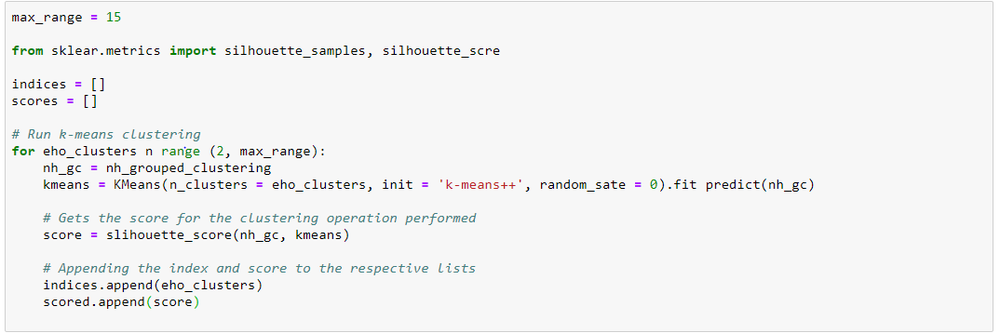 max_range = 15
from sklear.metrics import silhouette_samples, silhouette_scre
indices = []
scores = []
# Run k-means clustering
for eho_clusters n range (2, max_range):
nh_gc = nh_grouped_clustering
kmeans = KMeans(n_clusters = eho_clusters, init = 'k-means++', random_sate = 0).fit predict(nh_gc)
# Gets the score for the clustering operation performed
score = slihouette_score(nh_gc, kmeans)
# Appending the index and score to the respective lists
indices.append(eho_clusters)
scored.append(score)